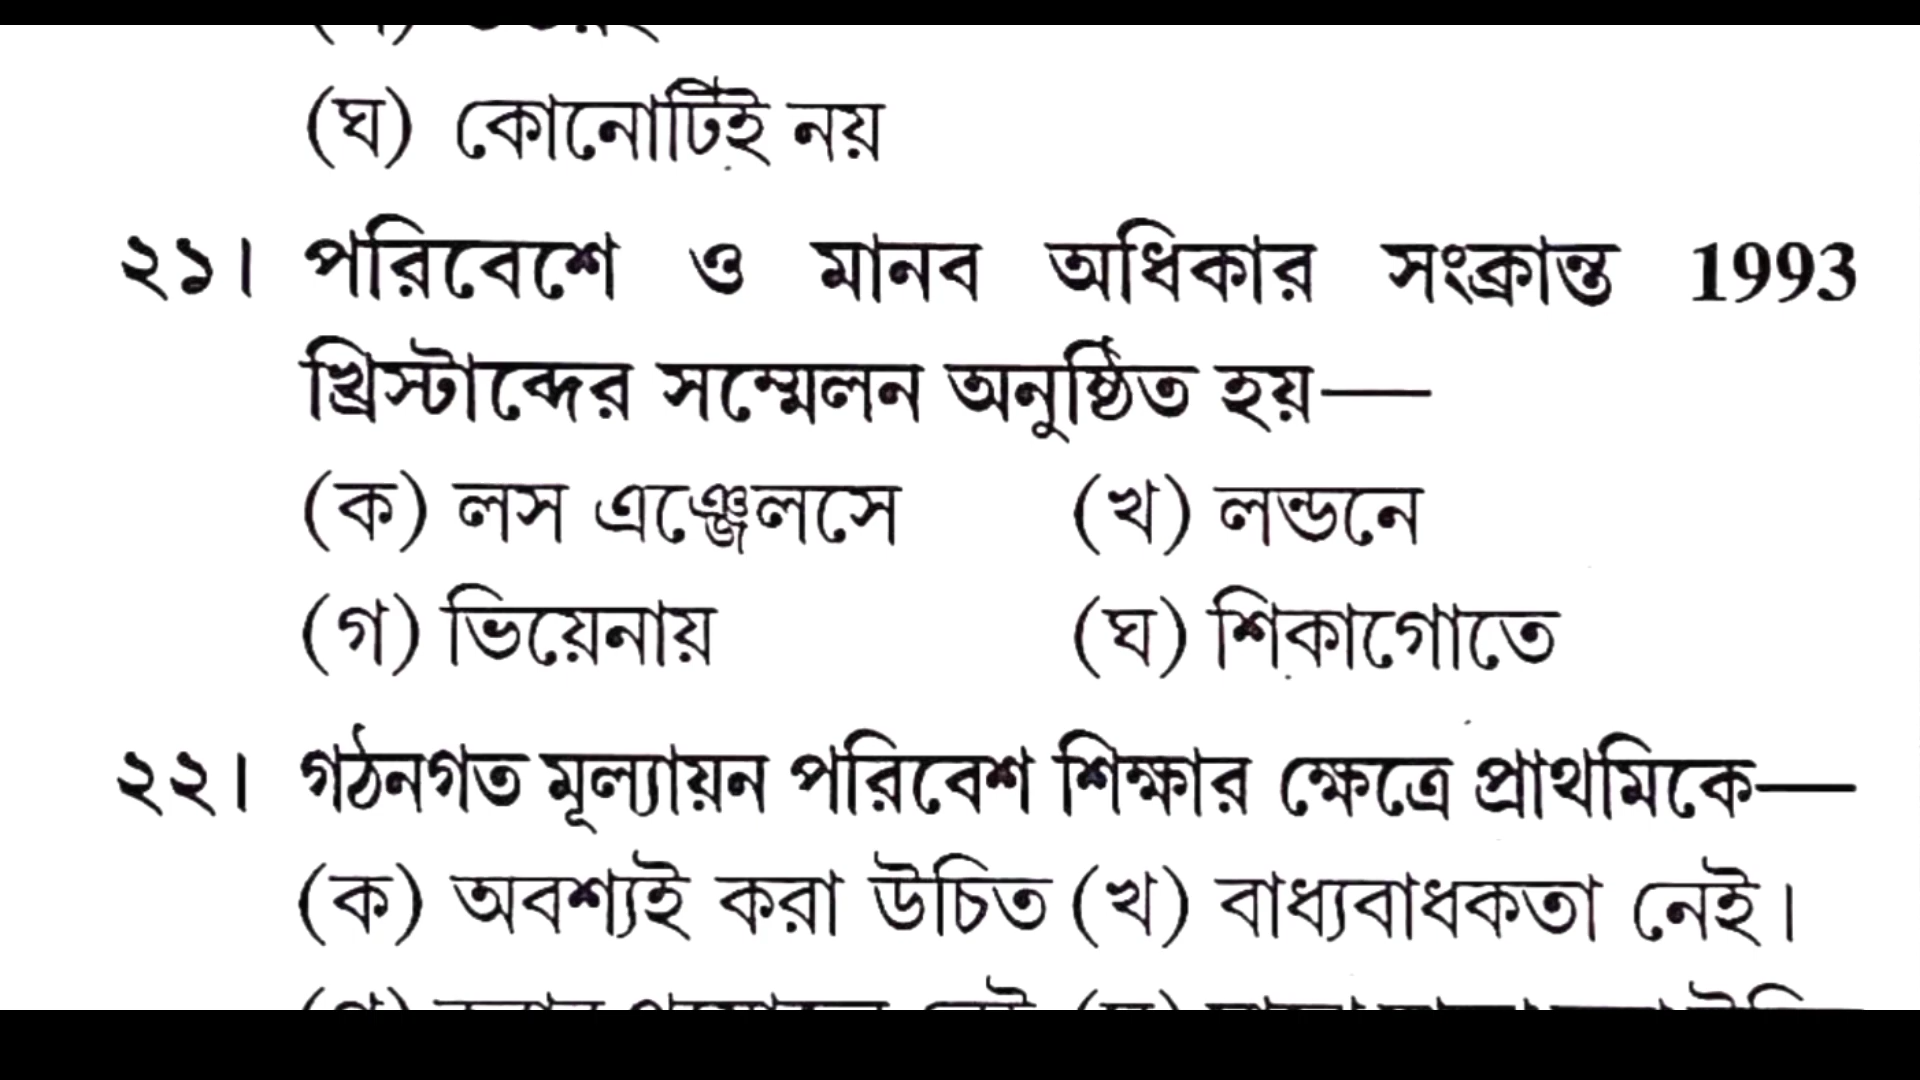 (ঘ) কোনোটিই নয়
২১। পরিবেশে ও মানব অধিকার সংক্রান্ত 1993
খ্রিস্টাব্দের সম্মেলন অনুষ্ঠিত হয়—
(ক) লস এঞ্জেলসে (খ) লন্ডনে
(গ) ভিয়েনায় (ঘ) শিকাগোতে
২২। গঠনগত মূল্যায়ন পরিবেশ শিক্ষার ক্ষেত্রে প্রাথমিকে—
(ক) অবশ্যই করা উচিত (খ) বাধ্যবাধকতা নেই।